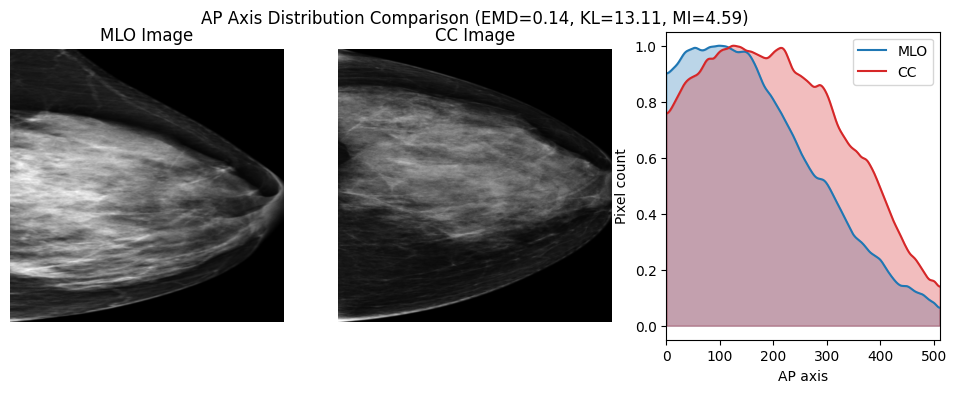 AP Axis Distribution Comparison (EMD=0.14, KL=13.11, MI=4.59)
MLO Image
CC Image
MLO
CC
1.0
0.8
0.6
0.4
0.2
0.0
Pixel count
0 100 200 300 400 500
AP axis